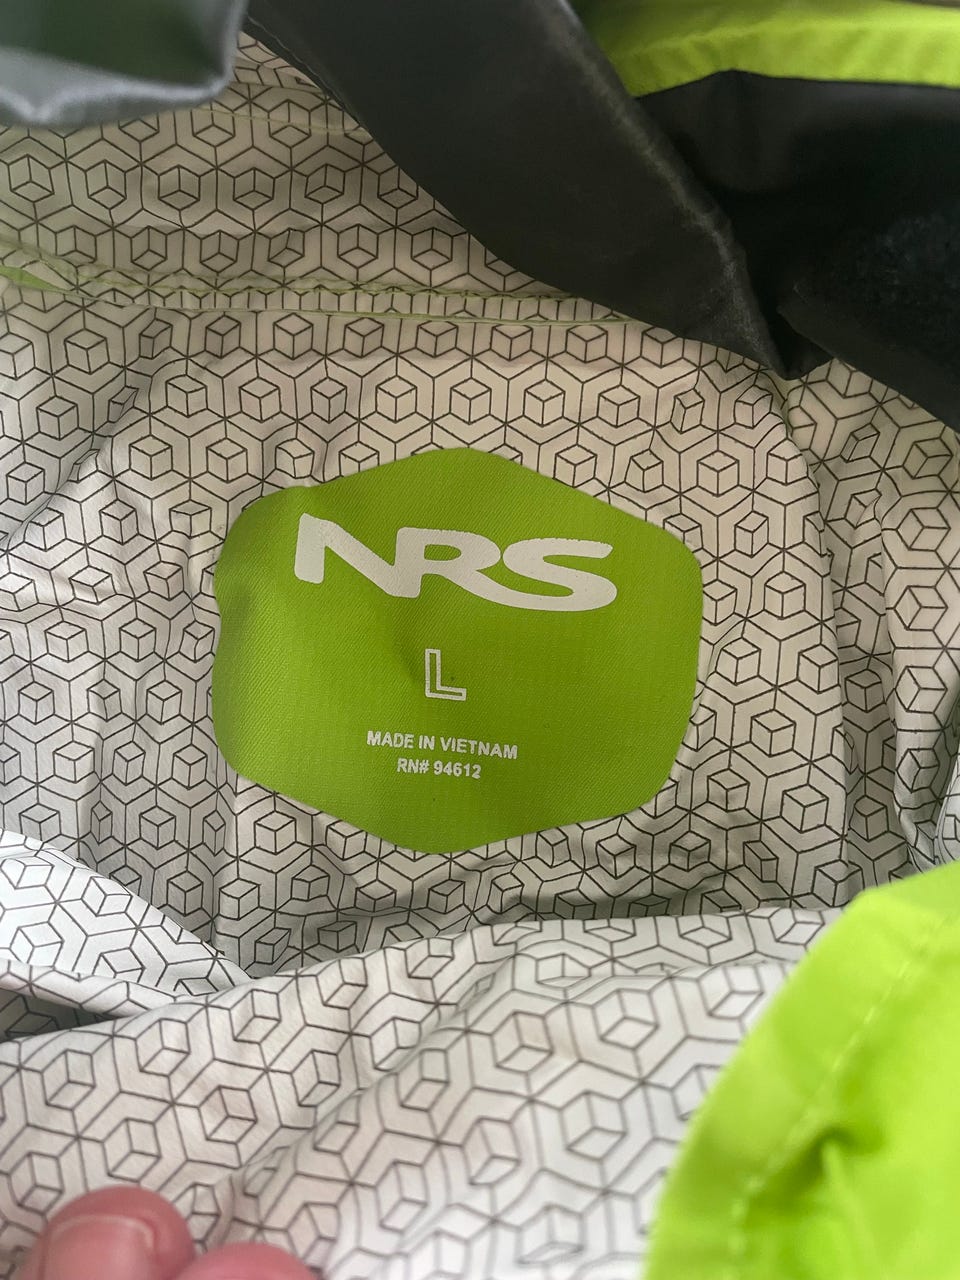 NRS
L
MADE IN VIETNAM
RN# 94612